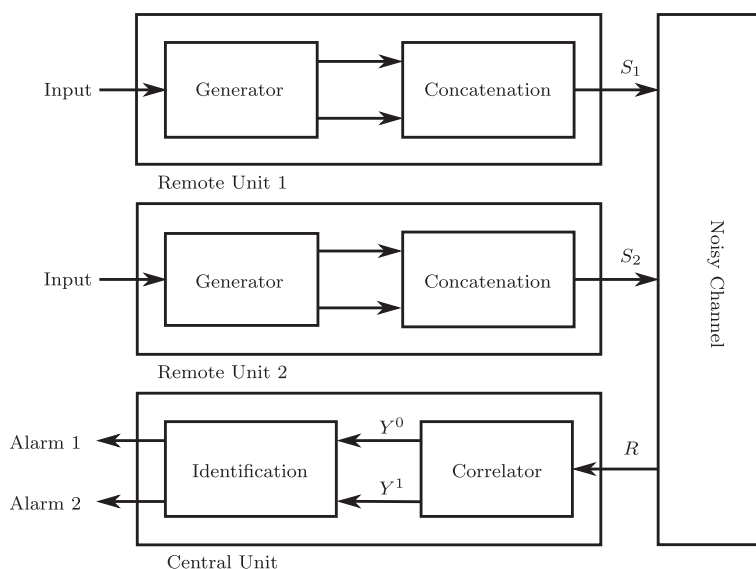 Input
Generator
Concatenation
S₁
Remote Unit 1
Input
Generator
Concatenation
S₂
Remote Unit 2
Noisy Channel
Alarm 1
Alarm 2
Identification
Y⁰
Y¹
Correlator
R
Central Unit